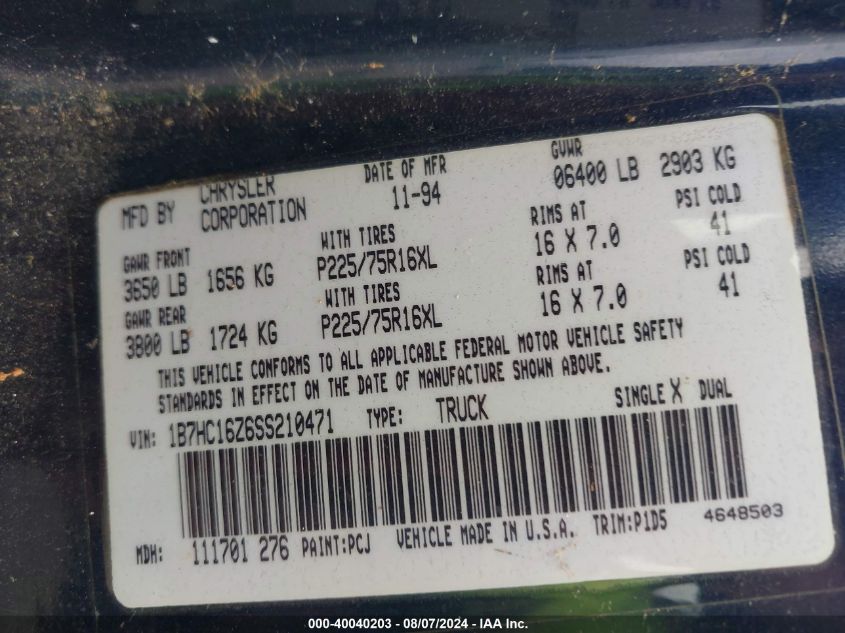 MFD BY CHRYSLER CORPORATION DATE OF MFR 11-94 GVWR 06400 LB 2903 KG
GAWR FRONT 3650 LB 1656 KG WITH TIRES P225/75R16XL RIMS AT 16 X 7.0 PSI COLD 41
GAWR REAR 3800 LB 1724 KG WITH TIRES P225/75R16XL RIMS AT 16 X 7.0 PSI COLD 41
THIS VEHICLE CONFORMS TO ALL APPLICABLE FEDERAL MOTOR VEHICLE SAFETY
STANDARDS IN EFFECT ON THE DATE OF MANUFACTURE SHOWN ABOVE.
VIN: 1B7HC16Z6SS210471 TYPE: TRUCK SINGLE X DUAL
MDH: 111701 276 PAINT:PCJ VEHICLE MADE IN U.S.A. TRIM:P1D5 4648503
000-40040203 - 08/07/2024 - IAA Inc.